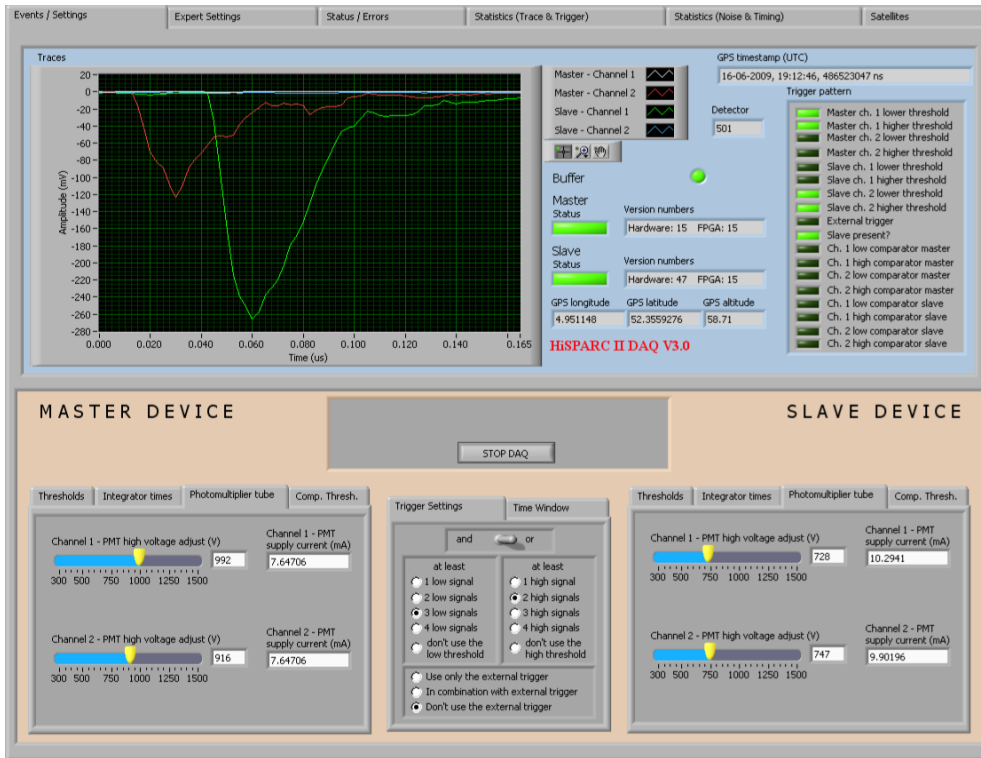 Events / Settings
Expert Settings
Status / Errors
Statistics (Trace & Trigger)
Statistics (Noise & Timing)
Satellites
Traces
20
0
-20
-40
-60
-80
-100
-120
-140
-160
-180
-200
-220
-240
-260
-280
Amplitude (mV)
0.000 0.020 0.040 0.060 0.080 0.100 0.120 0.140 0.165
Time (us)
Master - Channel 1
Master - Channel 2
Slave - Channel 1
Slave - Channel 2
GPS timestamp (UTC)
16-06-2009, 19:12:46, 486523047 ns
Detector
501
Buffer
Master
Status
Version numbers
Hardware: 15 FPGA: 15
Slave
Status
Version numbers
Hardware: 47 FPGA: 15
GPS longitude GPS latitude GPS altitude
4.951148 52.3559276 58.71
HiSPARC II DAQ V3.0
Trigger pattern
Master ch. 1 lower threshold
Master ch. 1 higher threshold
Master ch. 2 lower threshold
Master ch. 2 higher threshold
Slave ch. 1 lower threshold
Slave ch. 1 higher threshold
Slave ch. 2 lower threshold
Slave ch. 2 higher threshold
External trigger
Slave present?
Ch. 1 low comparator master
Ch. 1 high comparator master
Ch. 2 low comparator master
Ch. 2 high comparator master
Ch. 1 low comparator slave
Ch. 1 high comparator slave
Ch. 2 low comparator slave
Ch. 2 high comparator slave
MASTER DEVICE
STOP DAQ
SLAVE DEVICE
Thresholds
Integrator times
Photomultiplier tube
Comp. Thresh.
Channel 1 - PMT high voltage adjust (V)
992
300 500 750 1000 1250 1500
Channel 1 - PMT
supply current (mA)
7.64706
Channel 2 - PMT high voltage adjust (V)
916
300 500 750 1000 1250 1500
Channel 2 - PMT
supply current (mA)
7.64706
Trigger Settings
Time Window
and or
at least
1 low signal
2 low signals
3 low signals
4 low signals
don't use the
low threshold
at least
1 high signal
2 high signals
3 high signals
4 high signals
don't use the
high threshold
Use only the external trigger
In combination with external trigger
Don't use the external trigger
Thresholds
Integrator times
Photomultiplier tube
Comp. Thresh.
Channel 1 - PMT high voltage adjust (V)
728
300 500 750 1000 1250 1500
Channel 1 - PMT
supply current (mA)
10.2941
Channel 2 - PMT high voltage adjust (V)
747
300 500 750 1000 1250 1500
Channel 2 - PMT
supply current (mA)
9.90196